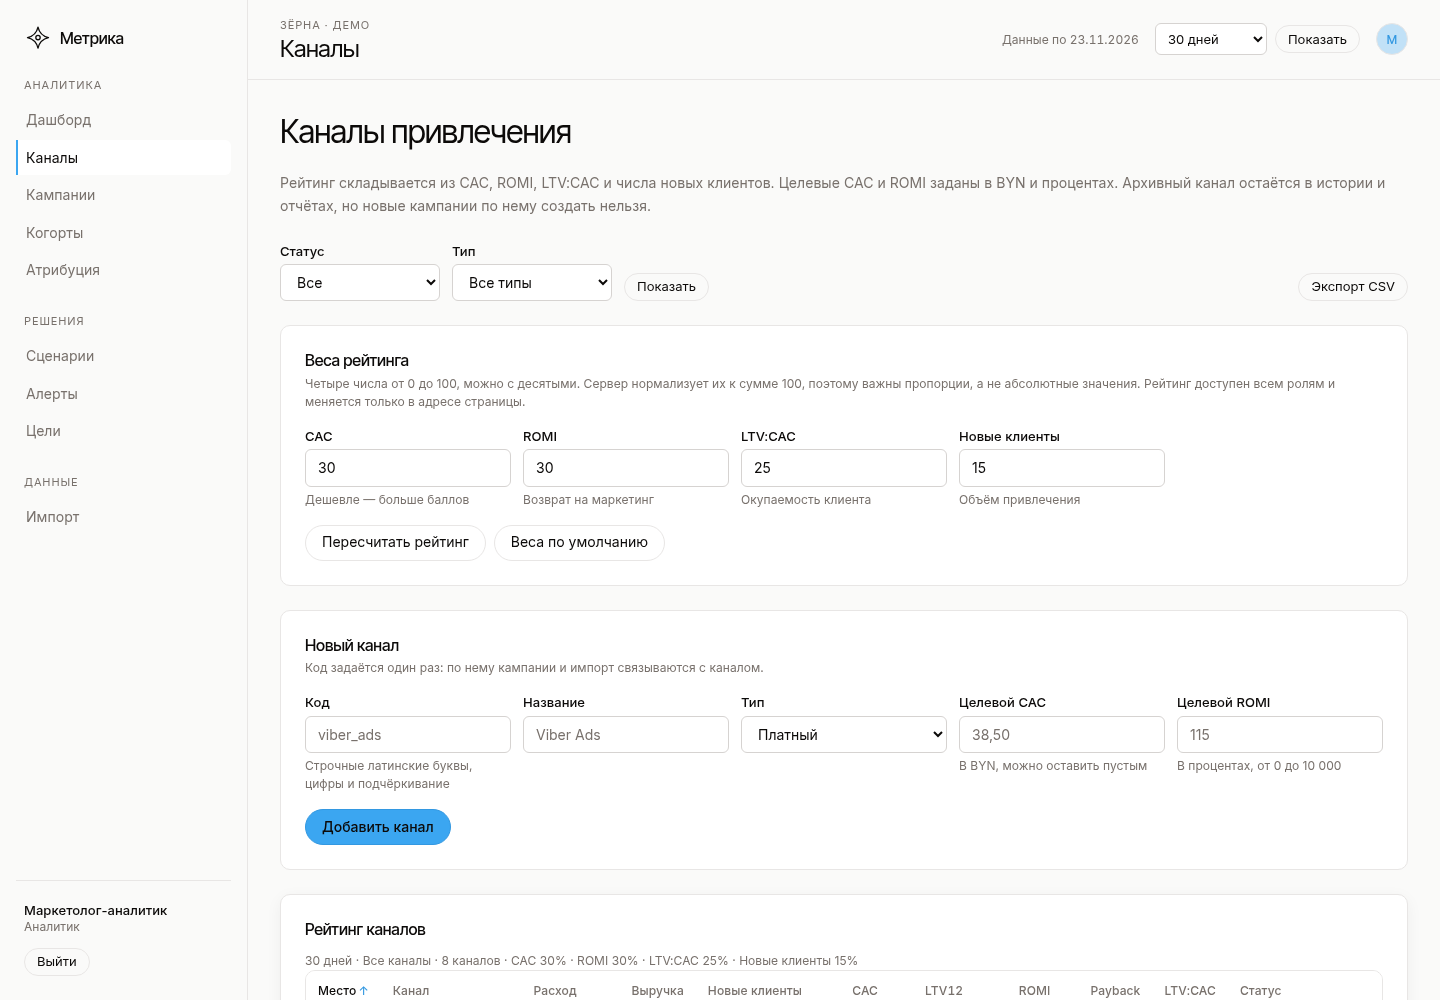 Метрика
АНАЛИТИКА
Дашборд
Каналы
Кампании
Когорты
Атрибуция
РЕШЕНИЯ
Сценарии
Алерты
Цели
ДАННЫЕ
Импорт
Маркетолог-аналитик
Аналитик
Выйти
ЗЁРНА · ДЕМО
Каналы
Данные по 23.11.2026
30 дней
Показать
М
Каналы привлечения
Рейтинг складывается из CAC, ROMI, LTV:CAC и числа новых клиентов. Целевые CAC и ROMI заданы в BYN и процентах. Архивный канал остаётся в истории и
отчётах, но новые кампании по нему создать нельзя.
Статус
Тип
Все
Все типы
Показать
Экспорт CSV
Веса рейтинга
Четыре числа от 0 до 100, можно с десятыми. Сервер нормализует их к сумме 100, поэтому важны пропорции, а не абсолютные значения. Рейтинг доступен всем ролям и
меняется только в адресе страницы.
CAC
ROMI
LTV:CAC
Новые клиенты
30
30
25
15
Дешевле — больше баллов
Возврат на маркетинг
Окупаемость клиента
Объём привлечения
Пересчитать рейтинг
Веса по умолчанию
Новый канал
Код задаётся один раз: по нему кампании и импорт связываются с каналом.
Код
Название
Тип
Целевой CAC
Целевой ROMI
viber_ads
Viber Ads
Платный
38,50
115
Строчные латинские буквы,
цифры и подчёркивание
В BYN, можно оставить пустым
В процентах, от 0 до 10 000
Добавить канал
Рейтинг каналов
30 дней · Все каналы · 8 каналов · CAC 30% · ROMI 30% · LTV:CAC 25% · Новые клиенты 15%
Место ↑ Канал Расход Выручка Новые клиенты CAC LTV12 ROMI Payback LTV:CAC Статус